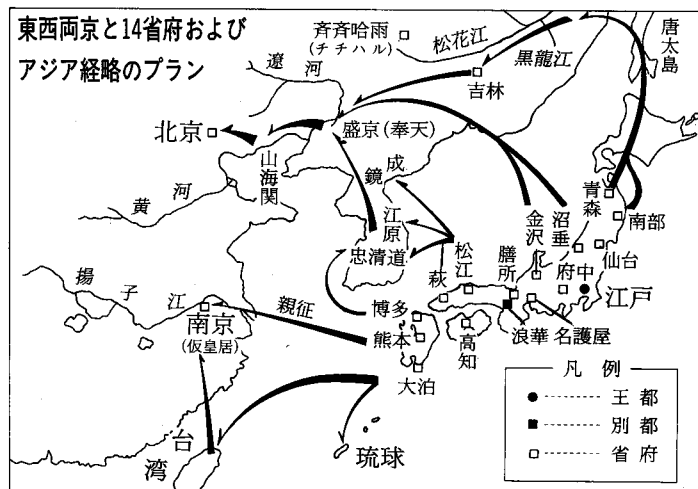 東西両京と14省府および
アジア経略のプラン
斉斉哈雨
(チチハル)
松花江
黒龍江
唐太島
遼河
吉林
北京
盛京(奉天)
山海関
黄河
鏡成
江原
忠清道
青森
南部
沼垂
金沢
仙台
松江
萩
膳所
府中
江戸
揚子江
南京
(仮皇居)
親征
博多
熊本
高知
浪華
名護屋
大泊
台湾
琉球
凡例
●………王都
■………別都
□………省府